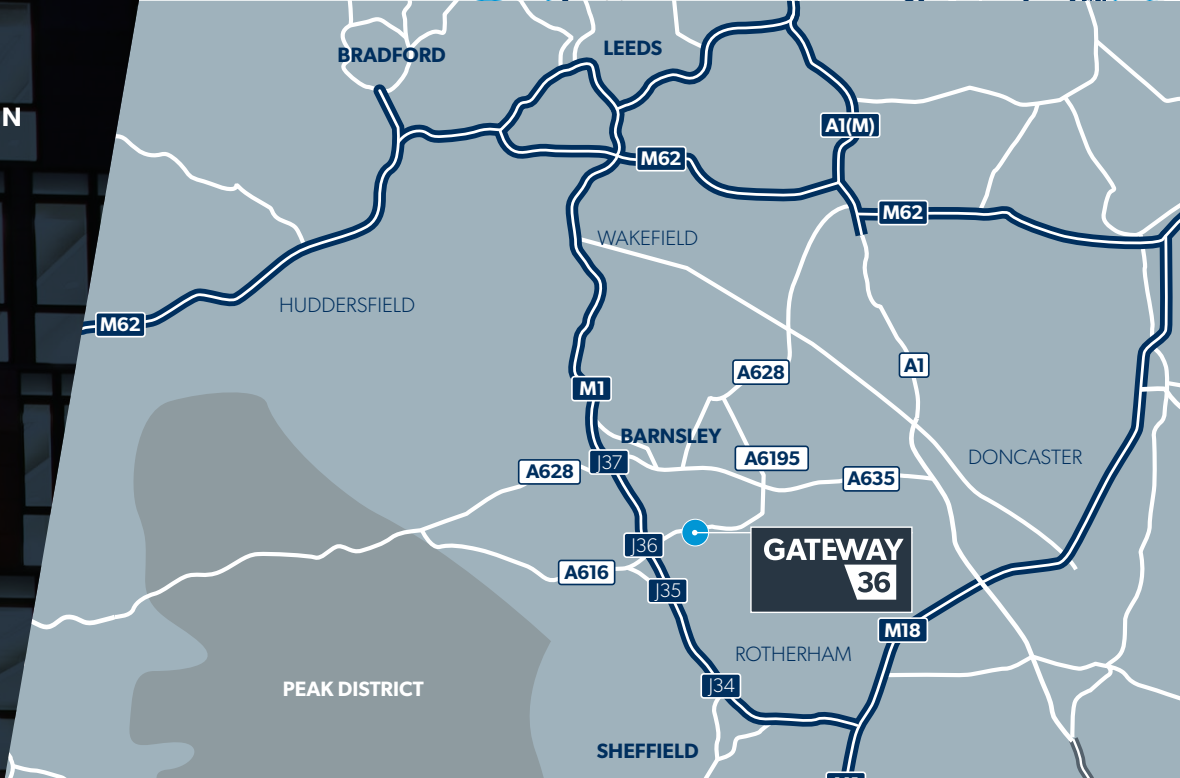 LEEDS
BRADFORD
N
A1(M)
M62
M62
WAKEFIELD
HUDDERSFIELD
M62
A628
A1
M1
BARNSLEY
A6195
DONCASTER
J37
A628
A635
J36
GATEWAY
36
A616
J35
M18
ROTHERHAM
J34
PEAK DISTRICT
SHEFFIELD